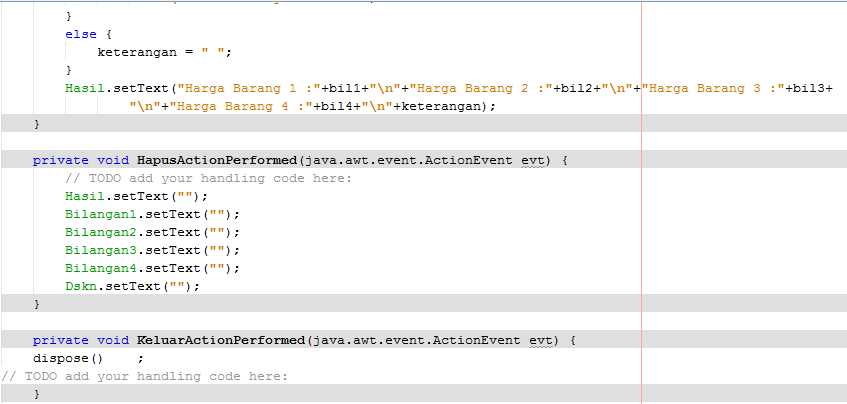 }
else {
keterangan = " ";
}
Hasil.setText("Harga Barang 1 :"+bil1+"\n"+"Harga Barang 2 :"+bil2+"\n"+"Harga Barang 3 :"+bil3+
"\n"+"Harga Barang 4 :"+bil4+"\n"+keterangan);
}
private void HapusActionPerformed(java.awt.event.ActionEvent evt) {
// TODO add your handling code here:
Hasil.setText("");
Bilangan1.setText("");
Bilangan2.setText("");
Bilangan3.setText("");
Bilangan4.setText("");
Dskn.setText("");
}
private void KeluarActionPerformed(java.awt.event.ActionEvent evt) {
dispose()    ;
// TODO add your handling code here:
}